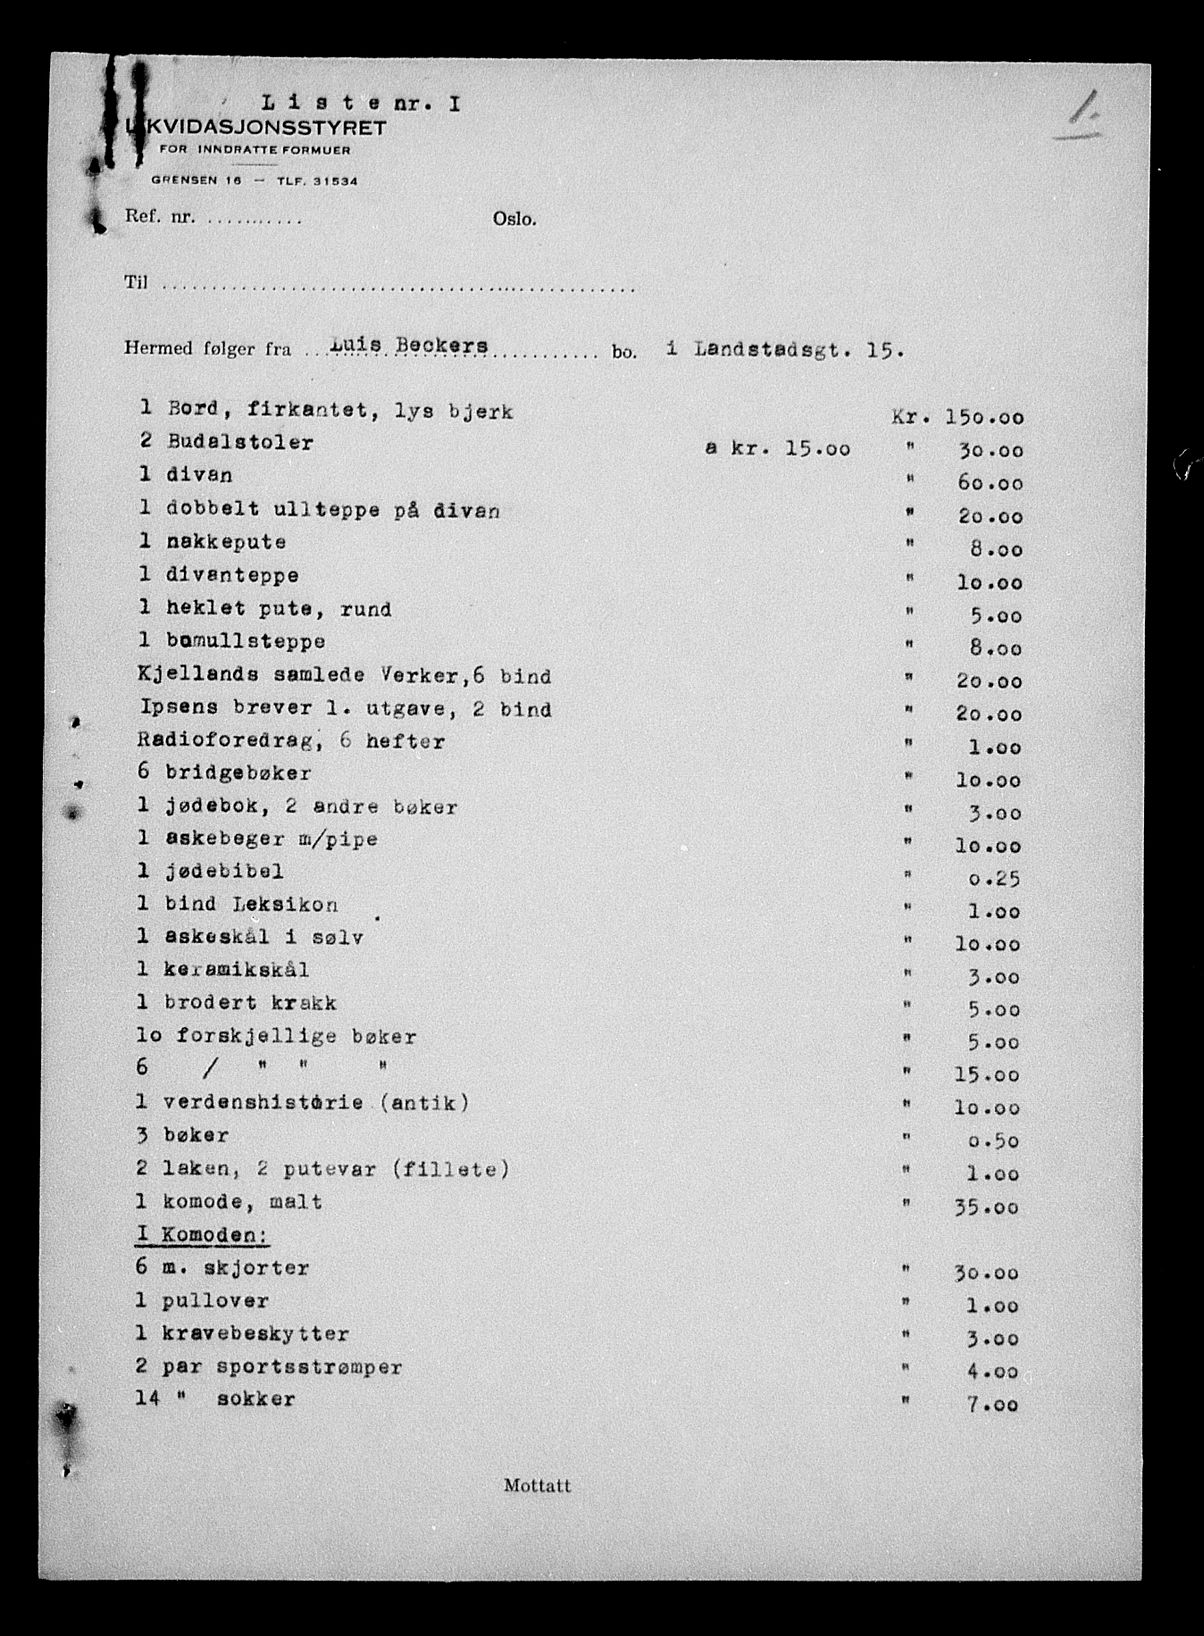 1.
L i s t e nr. I
LIKVIDASJONSSTYRET
FOR INNDRATTE FORMUER
GRENSEN 16 — TLF. 31534
Ref. nr. ........... Oslo.
Til ................................................
Hermed følger fra ... Luis Beckers ........... bo. i Landstadsgt. 15.
1 Bord, firkantet, lys bjerk Kr. 150.00
2 Budalstoler a kr. 15.00 " 30.00
1 divan " 60.00
1 dobbelt ullteppe på divan " 20.00
1 nakkepute " 8.00
1 divanteppe " 10.00
1 heklet pute, rund " 5.00
1 bomullsteppe " 8.00
Kjellands samlede Verker,6 bind " 20.00
Ipsens brever 1. utgave, 2 bind " 20.00
Radioforedrag, 6 hefter " 1.00
6 bridgebøker " 10.00
1 jødebok, 2 andre bøker " 3.00
1 askebeger m/pipe " 10.00
1 jødebibel " 0.25
1 bind Leksikon " 1.00
1 askeskål i sølv " 10.00
1 keramikskål " 3.00
1 brodert krakk " 5.00
10 forskjellige bøker " 5.00
6 / " " " " 15.00
1 verdenshistorie (antik) " 10.00
3 bøker " 0.50
2 laken, 2 putevar (fillete) " 1.00
1 komode, malt " 35.00
I Komoden:
6 m. skjorter " 30.00
1 pullover " 1.00
1 kravebeskytter " 3.00
2 par sportsstrømper " 4.00
14 " sokker " 7.00
Mottatt